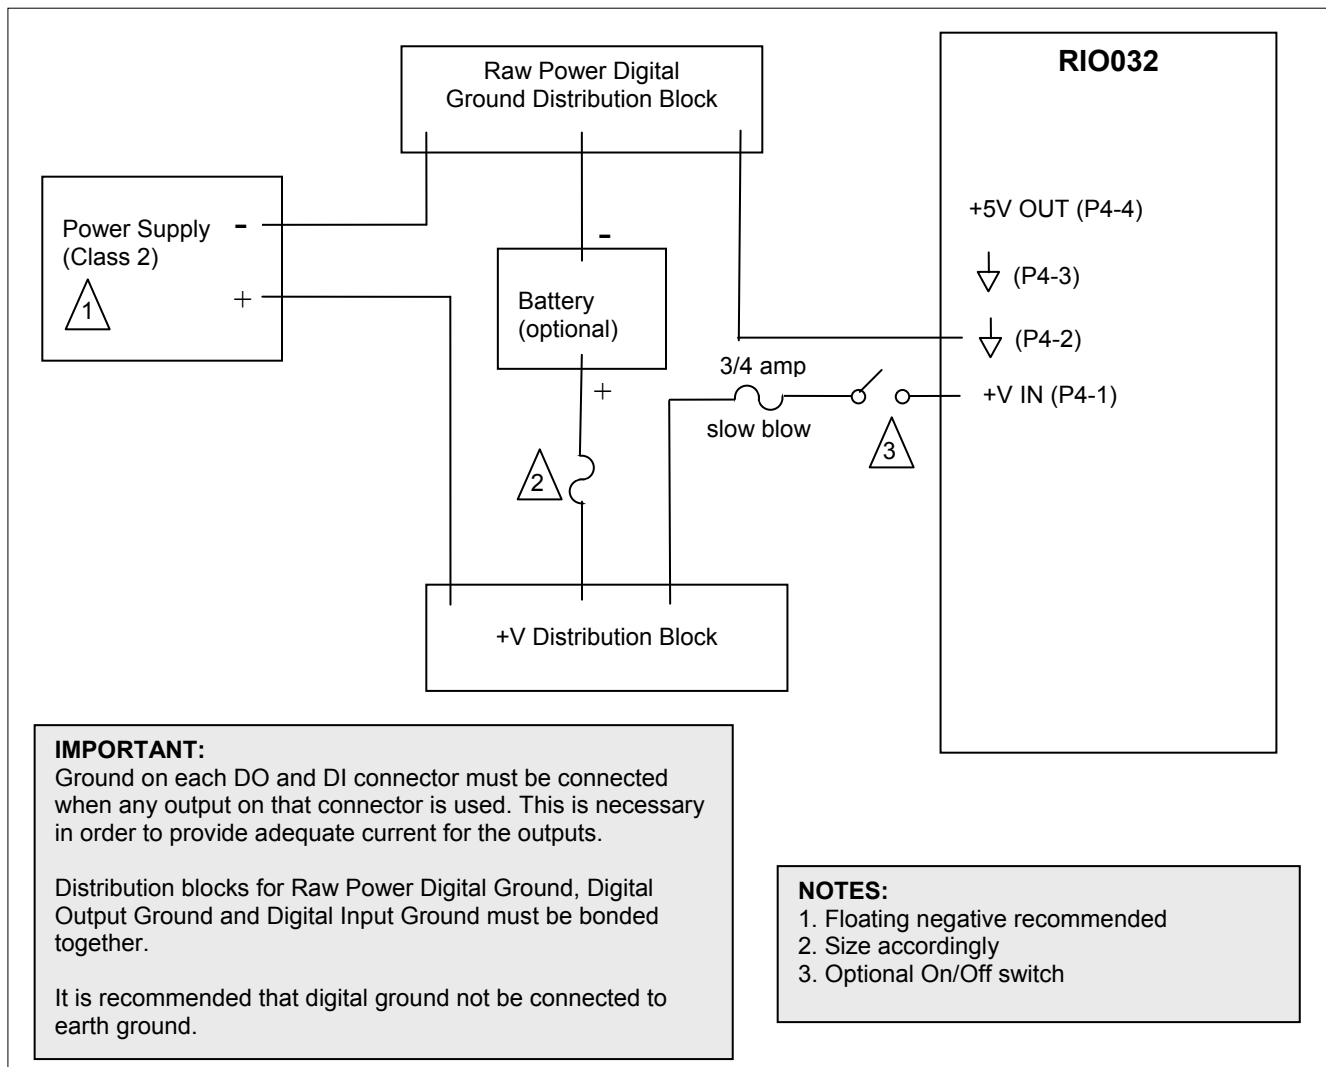 Raw Power Digital
Ground Distribution Block
RIO032
Power Supply
(Class 2)
-
+
1
-
Battery
(optional)
+
2
+5V OUT (P4-4)
(P4-3)
(P4-2)
+V IN (P4-1)
3/4 amp
slow blow
3
+V Distribution Block
IMPORTANT:
Ground on each DO and DI connector must be connected
when any output on that connector is used. This is necessary
in order to provide adequate current for the outputs.
Distribution blocks for Raw Power Digital Ground, Digital
Output Ground and Digital Input Ground must be bonded
together.
It is recommended that digital ground not be connected to
earth ground.
NOTES:
1. Floating negative recommended
2. Size accordingly
3. Optional On/Off switch